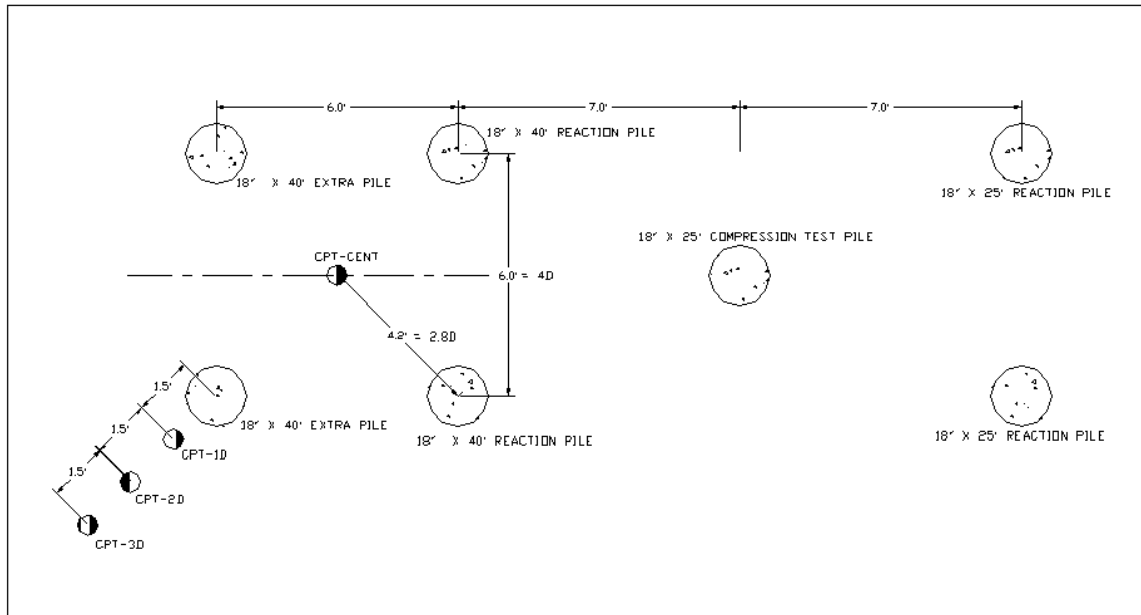 6.0' 7.0' 7.0'
18" X 40' REACTION PILE
18" X 40' EXTRA PILE
18" X 25' REACTION PILE
18" X 25' COMPRESSION TEST PILE
CPT-CENT
6.0' = 4D
4.2' = 2.8D
1.5'
18" X 40' EXTRA PILE
18" X 40' REACTION PILE
18" X 25' REACTION PILE
1.5'
CPT-1D
1.5'
CPT-2D
CPT-3D